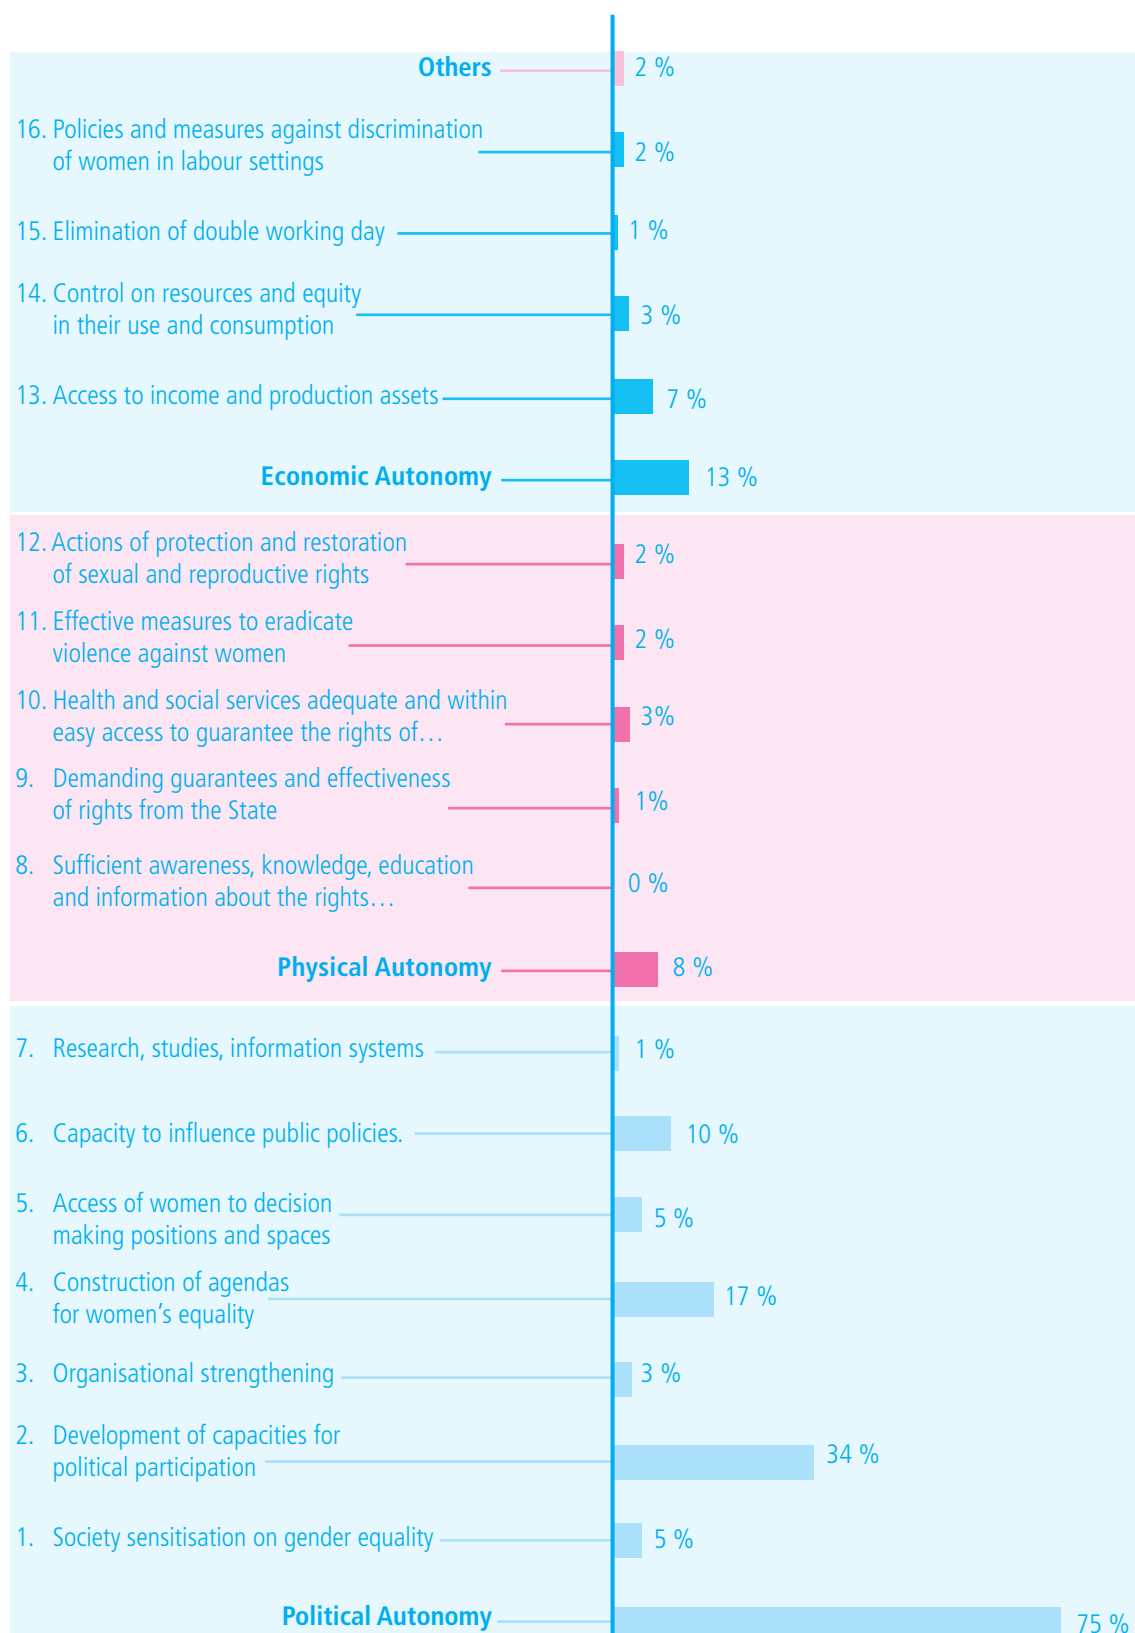 Others
2 %
16. Policies and measures against discrimination
of women in labour settings
2 %
15. Elimination of double working day
1 %
14. Control on resources and equity
in their use and consumption
3 %
13. Access to income and production assets
7 %
Economic Autonomy
13 %
12. Actions of protection and restoration
of sexual and reproductive rights
2 %
11. Effective measures to eradicate
violence against women
2 %
10. Health and social services adequate and within
easy access to guarantee the rights of…
3%
9. Demanding guarantees and effectiveness
of rights from the State
1%
8. Sufficient awareness, knowledge, education
and information about the rights…
0 %
Physical Autonomy
8 %
7. Research, studies, information systems
1 %
6. Capacity to influence public policies.
10 %
5. Access of women to decision
making positions and spaces
5 %
4. Construction of agendas
for women’s equality
17 %
3. Organisational strengthening
3 %
2. Development of capacities for
political participation
34 %
1. Society sensitisation on gender equality
5 %
Political Autonomy
75 %